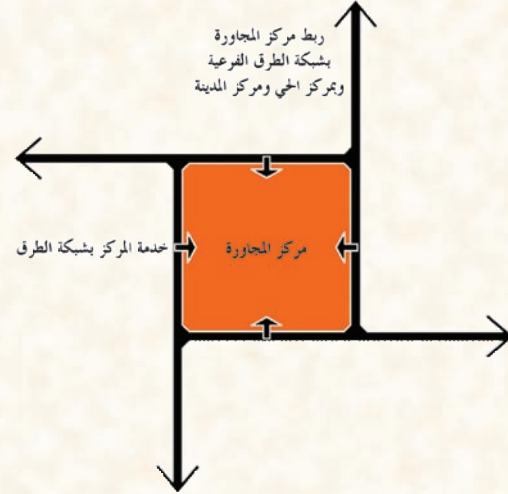 ربط مركز المجاورة
بشبكة الطرق الفرعية
وبمركز الحي ومركز المدينة
خدمة المركز بشبكة الطرق
مركز المجاورة